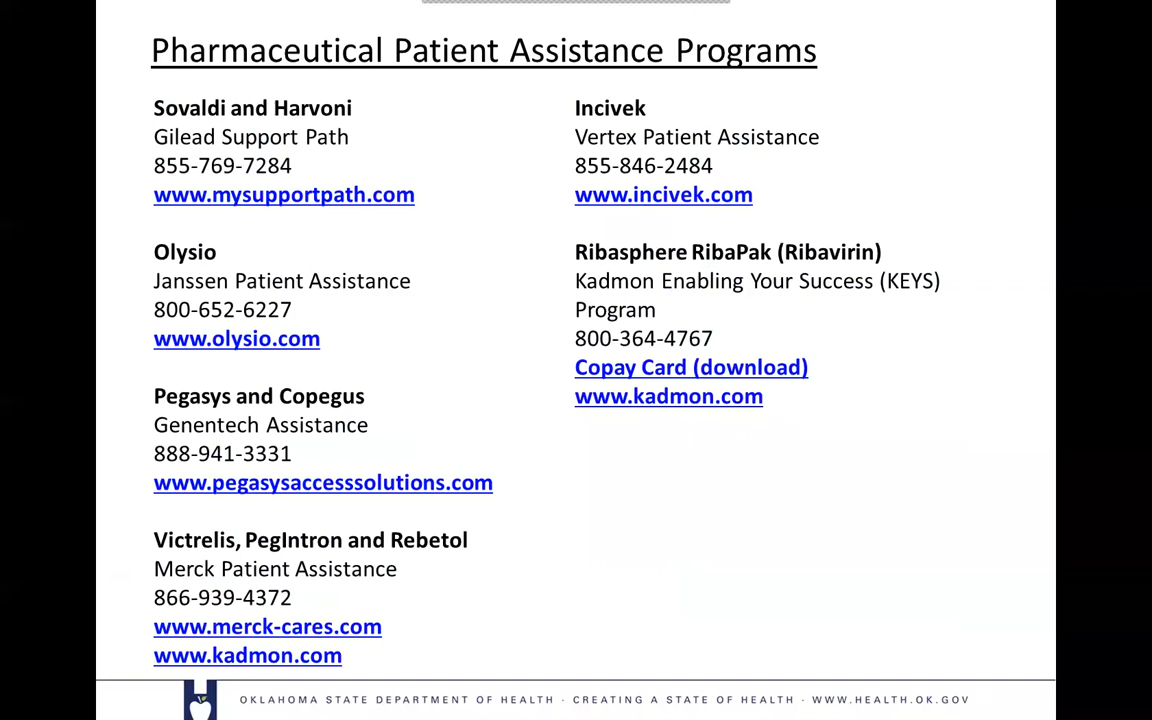 Pharmaceutical Patient Assistance Programs
Sovaldi and Harvoni
Gilead Support Path
855-769-7284
www.mysupportpath.com
Olysio
Janssen Patient Assistance
800-652-6227
www.olysio.com
Pegasys and Copegus
Genentech Assistance
888-941-3331
www.pegasysaccesssolutions.com
Victrelis, PegIntron and Rebetol
Merck Patient Assistance
866-939-4372
www.merck-cares.com
www.kadmon.com
Incivek
Vertex Patient Assistance
855-846-2484
www.incivek.com
Ribasphere RibaPak (Ribavirin)
Kadmon Enabling Your Success (KEYS)
Program
800-364-4767
Copay Card (download)
www.kadmon.com
OKLAHOMA STATE DEPARTMENT OF HEALTH · CREATING A STATE OF HEALTH · WWW.HEALTH.OK.GOV